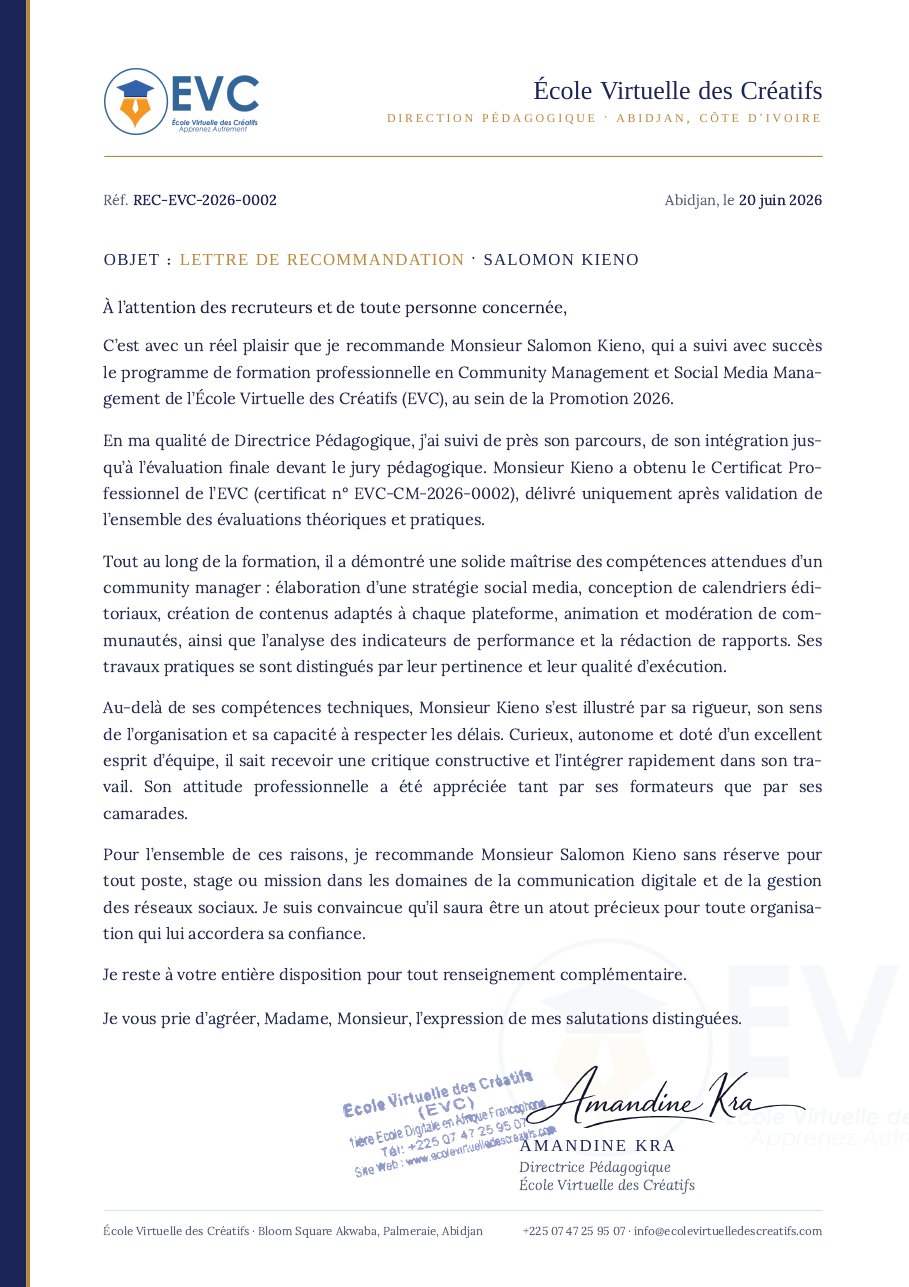 EVC
École Virtuelle des Créatifs
Apprenez Autrement
École Virtuelle des Créatifs
DIRECTION PÉDAGOGIQUE · ABIDJAN, CÔTE D’IVOIRE
Réf. REC-EVC-2026-0002
Abidjan, le 20 juin 2026
OBJET : LETTRE DE RECOMMANDATION · SALOMON KIENO
À l’attention des recruteurs et de toute personne concernée,
C’est avec un réel plaisir que je recommande Monsieur Salomon Kieno, qui a suivi avec succès
le programme de formation professionnelle en Community Management et Social Media Mana-
gement de l’École Virtuelle des Créatifs (EVC), au sein de la Promotion 2026.
En ma qualité de Directrice Pédagogique, j’ai suivi de près son parcours, de son intégration jus-
qu’à l’évaluation finale devant le jury pédagogique. Monsieur Kieno a obtenu le Certificat Pro-
fessionnel de l’EVC (certificat n° EVC-CM-2026-0002), délivré uniquement après validation de
l’ensemble des évaluations théoriques et pratiques.
Tout au long de la formation, il a démontré une solide maîtrise des compétences attendues d’un
community manager : élaboration d’une stratégie social media, conception de calendriers édi-
toriaux, création de contenus adaptés à chaque plateforme, animation et modération de com-
munautés, ainsi que l’analyse des indicateurs de performance et la rédaction de rapports. Ses
travaux pratiques se sont distingués par leur pertinence et leur qualité d’exécution.
Au-delà de ses compétences techniques, Monsieur Kieno s’est illustré par sa rigueur, son sens
de l’organisation et sa capacité à respecter les délais. Curieux, autonome et doté d’un excellent
esprit d’équipe, il sait recevoir une critique constructive et l’intégrer rapidement dans son tra-
vail. Son attitude professionnelle a été appréciée tant par ses formateurs que par ses
camarades.
Pour l’ensemble de ces raisons, je recommande Monsieur Salomon Kieno sans réserve pour
tout poste, stage ou mission dans les domaines de la communication digitale et de la gestion
des réseaux sociaux. Je suis convaincue qu’il saura être un atout précieux pour toute organisa-
tion qui lui accordera sa confiance.
Je reste à votre entière disposition pour tout renseignement complémentaire.
Je vous prie d’agréer, Madame, Monsieur, l’expression de mes salutations distinguées.
Ecole Virtuelle des Créatifs
(EVC)
1ière Ecole Digitale en Afrique Francophone
Tél: +225 07 47 25 95 07
Site Web : www.ecolevirtuelledescreatifs.com
Amandine Kra
AMANDINE KRA
Directrice Pédagogique
École Virtuelle des Créatifs
EV
École Virtuelle de
Apprenez Autr
École Virtuelle des Créatifs · Bloom Square Akwaba, Palmeraie, Abidjan
+225 07 47 25 95 07 · info@ecolevirtuelledescreatifs.com